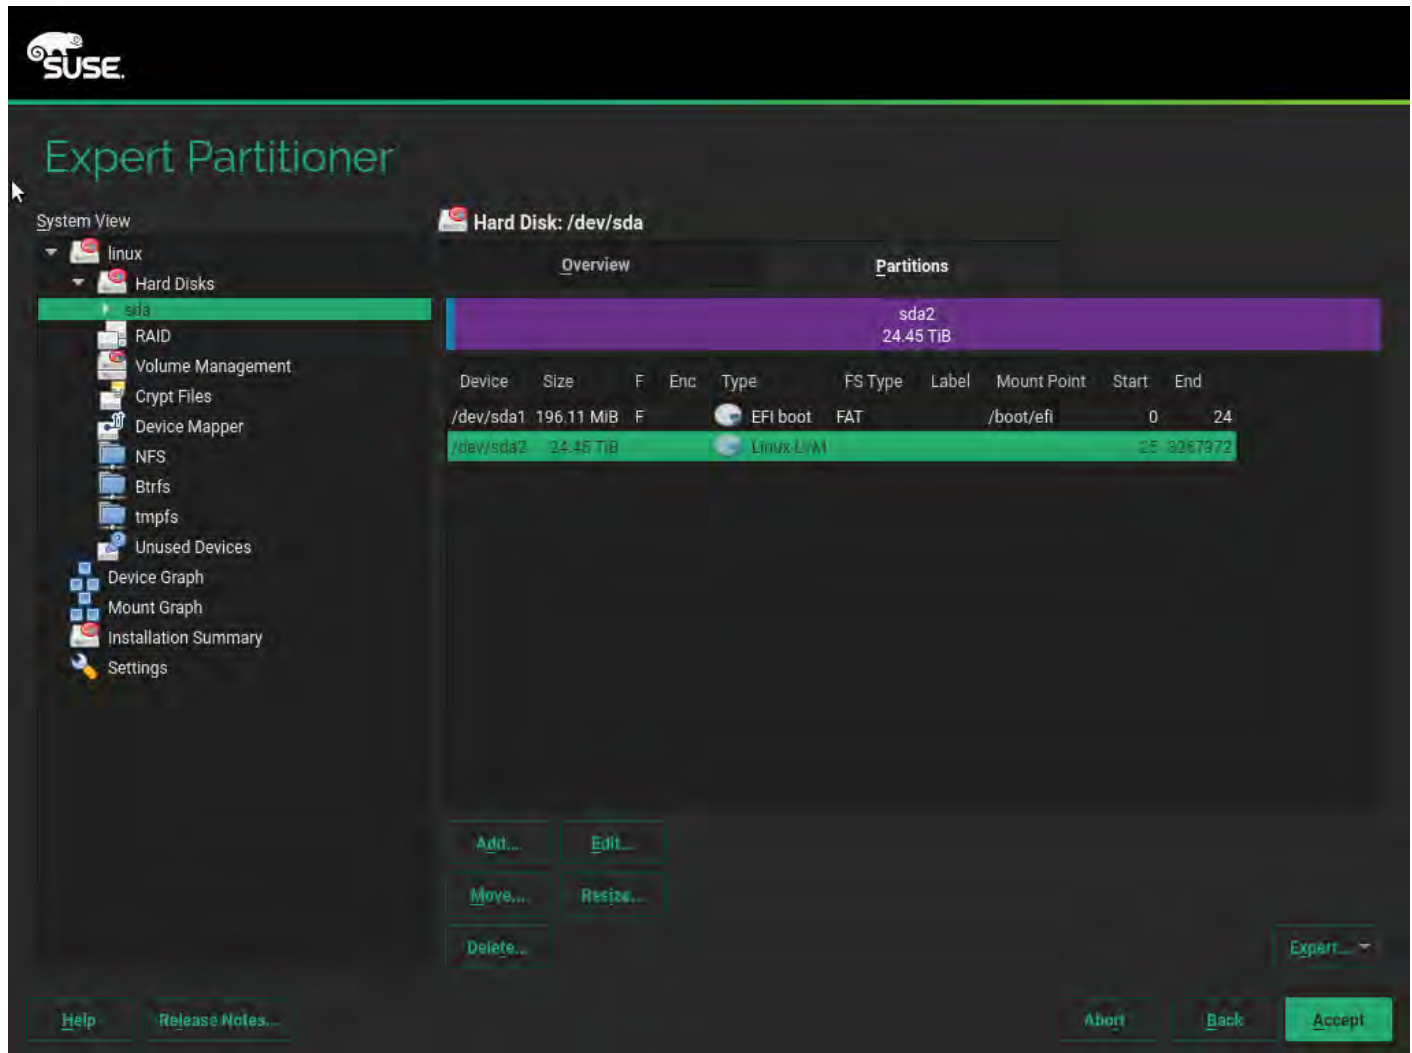 SUSE.
Expert Partitioner
System View
linux
Hard Disks
sda
RAID
Volume Management
Crypt Files
Device Mapper
NFS
Btrfs
tmpfs
Unused Devices
Device Graph
Mount Graph
Installation Summary
Settings
Hard Disk: /dev/sda
Overview Partitions
sda2
24.45 TiB
Device Size F Enc Type FS Type Label Mount Point Start End
/dev/sda1 196.11 MiB F EFI boot FAT /boot/efi 0 24
/dev/sda2 24.45 TiB Linux LVM 25 3267972
Add... Edit...
Move... Resize...
Delete...
Expert...
Help Release Notes... Abort Back Accept